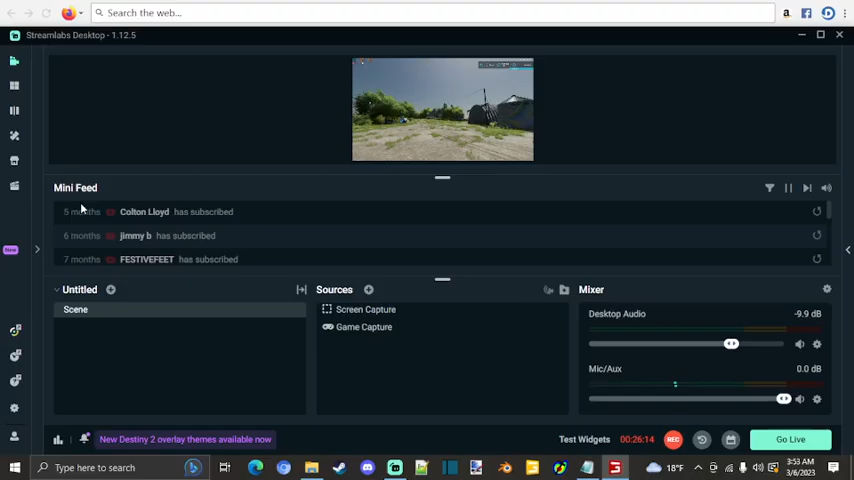 Search the web...
Streamlabs Desktop - 1.12.5
Mini Feed
5 months Colton Lloyd has subscribed
6 months jimmy b has subscribed
7 months FESTIVEFEET has subscribed
Untitled
Scene
Sources
Screen Capture
Game Capture
Mixer
Desktop Audio -9.9 dB
Mic/Aux 0.0 dB
New
New Destiny 2 overlay themes available now
Test Widgets 00:26:14 REC Go Live
Type here to search
18°F
3:53 AM
3/6/2023